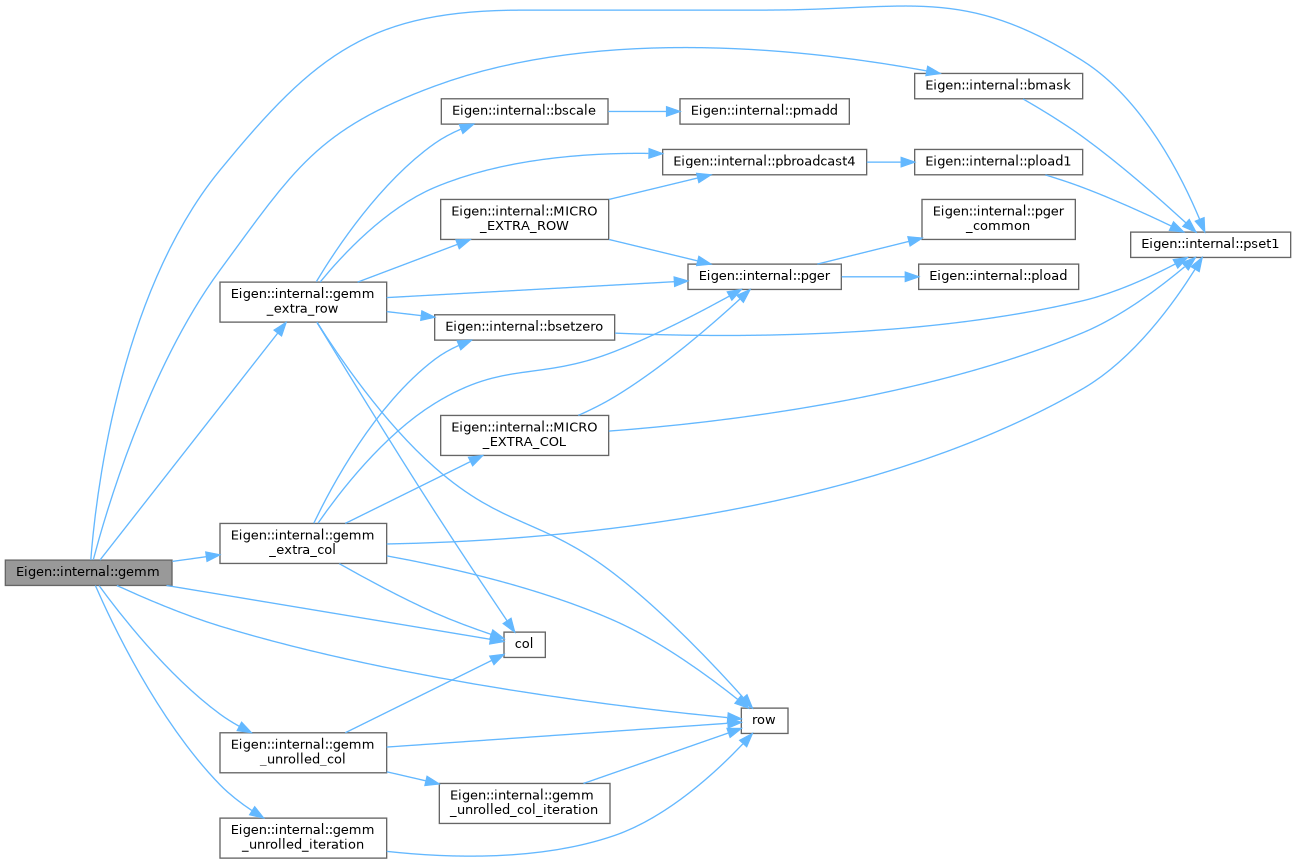 Eigen::internal::bmask
Eigen::internal::bscale
Eigen::internal::pmadd
Eigen::internal::pbroadcast4
Eigen::internal::pload1
Eigen::internal::MICRO
_EXTRA_ROW
Eigen::internal::pger
_common
Eigen::internal::pset1
Eigen::internal::pger
Eigen::internal::pload
Eigen::internal::gemm
_extra_row
Eigen::internal::bsetzero
Eigen::internal::MICRO
_EXTRA_COL
Eigen::internal::gemm
_extra_col
Eigen::internal::gemm
col
row
Eigen::internal::gemm
_unrolled_col
Eigen::internal::gemm
_unrolled_col_iteration
Eigen::internal::gemm
_unrolled_iteration